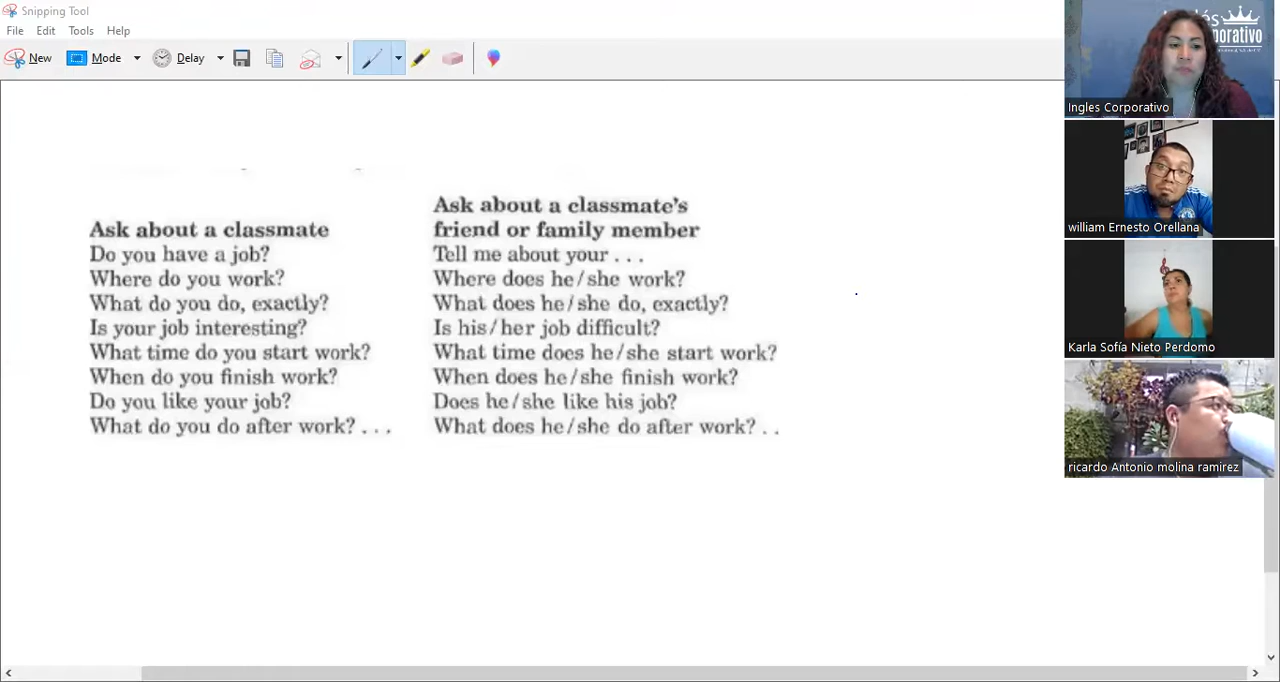 Snipping Tool
File Edit Tools Help
New Mode Delay
Ask about a classmate
Do you have a job?
Where do you work?
What do you do, exactly?
Is your job interesting?
What time do you start work?
When do you finish work?
Do you like your job?
What do you do after work? . . .
Ask about a classmate's
friend or family member
Tell me about your . . .
Where does he/she work?
What does he/she do, exactly?
Is his/her job difficult?
What time does he/she start work?
When does he/she finish work?
Does he/she like his job?
What does he/she do after work? . .
Ingles Corporativo
william Ernesto Orellana
Karla Sofía Nieto Perdomo
ricardo Antonio molina ramirez